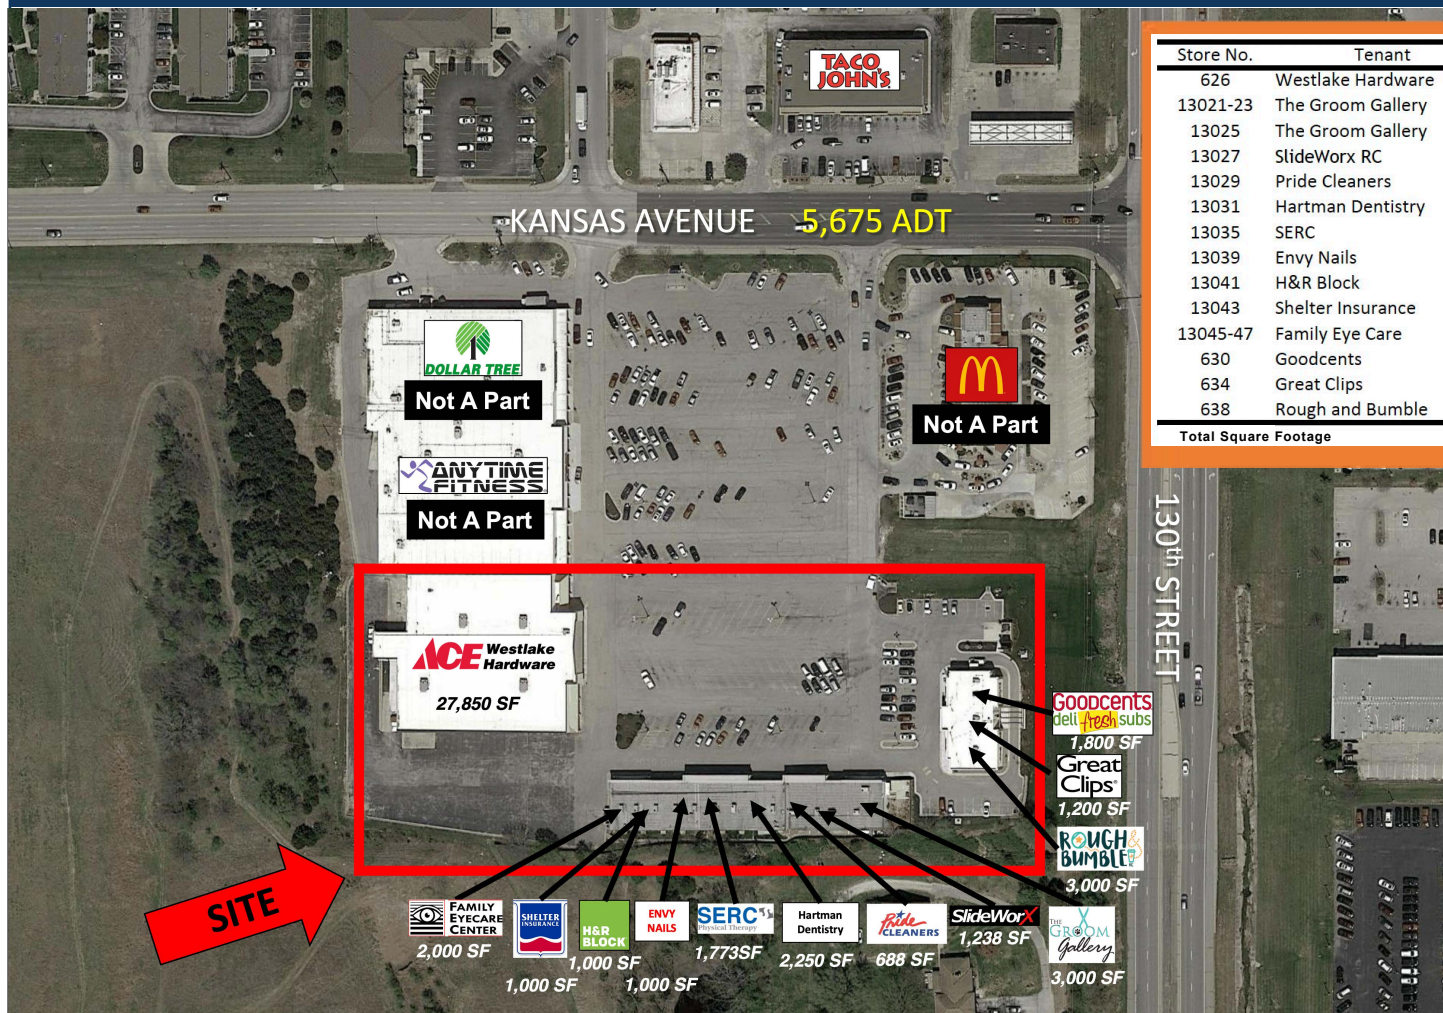 TACO
JOHN'S
Store No. Tenant
626 Westlake Hardware
13021-23 The Groom Gallery
13025 The Groom Gallery
13027 SlideWorx RC
13029 Pride Cleaners
13031 Hartman Dentistry
13035 SERC
13039 Envy Nails
13041 H&R Block
13043 Shelter Insurance
13045-47 Family Eye Care
630 Goodcents
634 Great Clips
638 Rough and Bumble
Total Square Footage
KANSAS AVENUE 5,675 ADT
DOLLAR TREE
Not A Part
Not A Part
ANYTIME
FITNESS
Not A Part
130th STREET
ACE Westlake
Hardware
27,850 SF
GOODCENTS
deli fresh subs
1,800 SF
Great
Clips
1,200 SF
ROUGH &
BUMBLE
3,000 SF
SITE
FAMILY
EYECARE
CENTER
2,000 SF
SHELTER
INSURANCE
1,000 SF
H&R
BLOCK
1,000 SF
ENVY
NAILS
1,000 SF
SERC
Physical Therapy
1,773SF
Hartman
Dentistry
2,250 SF
Pride
CLEANERS
688 SF
SlideWorX
1,238 SF
THE
GROOM
Gallery
3,000 SF